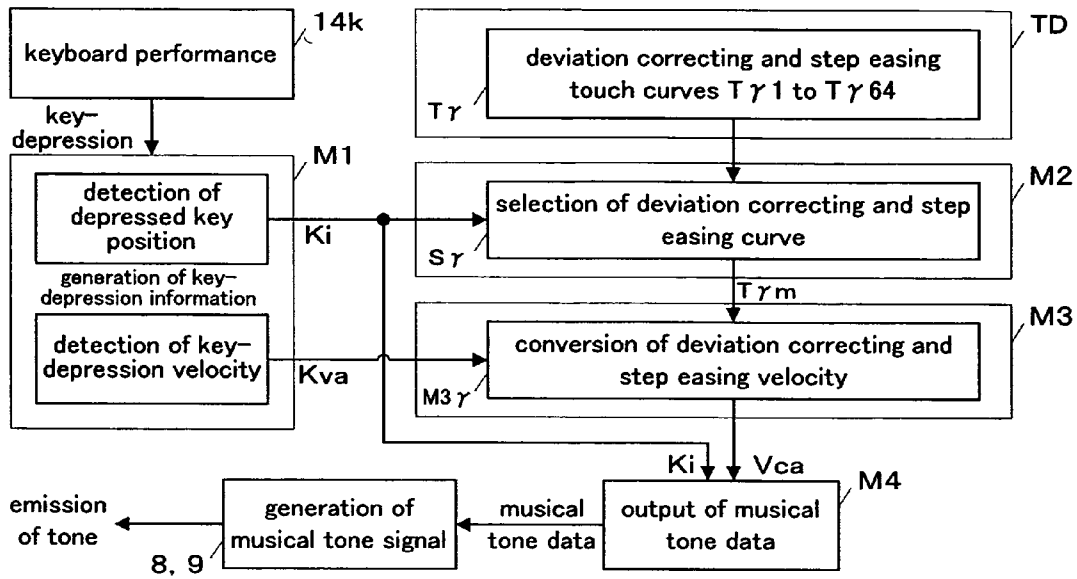 keyboard performance
14k
key-
depression
M1
detection of
depressed key
position
Ki
generation of key-
depression information
detection of key-
depression velocity
Kva
TD
deviation correcting and step easing
touch curves Tγ1 to Tγ64
Tγ
M2
selection of deviation correcting and step
easing curve
Sγ
Tγm
M3
conversion of deviation correcting and
step easing velocity
M3γ
Ki
Vca
M4
output of musical
tone data
musical
tone data
generation of
musical tone signal
8, 9
emission
of tone